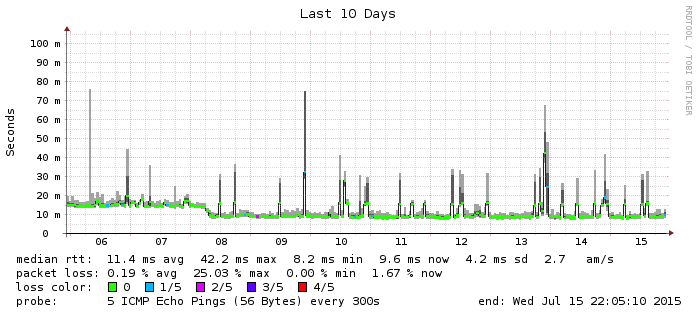 Last 10 Days
RRDTOOL / TOBI OETIKER
Seconds
100 m
90 m
80 m
70 m
60 m
50 m
40 m
30 m
20 m
10 m
0
06 07 08 09 10 11 12 13 14 15
median rtt: 11.4 ms avg 42.2 ms max 8.2 ms min 9.6 ms now 4.2 ms sd 2.7 am/s
packet loss: 0.19 % avg 25.03 % max 0.00 % min 1.67 % now
loss color: 0 1/5 2/5 3/5 4/5
probe: 5 ICMP Echo Pings (56 Bytes) every 300s end: Wed Jul 15 22:05:10 2015